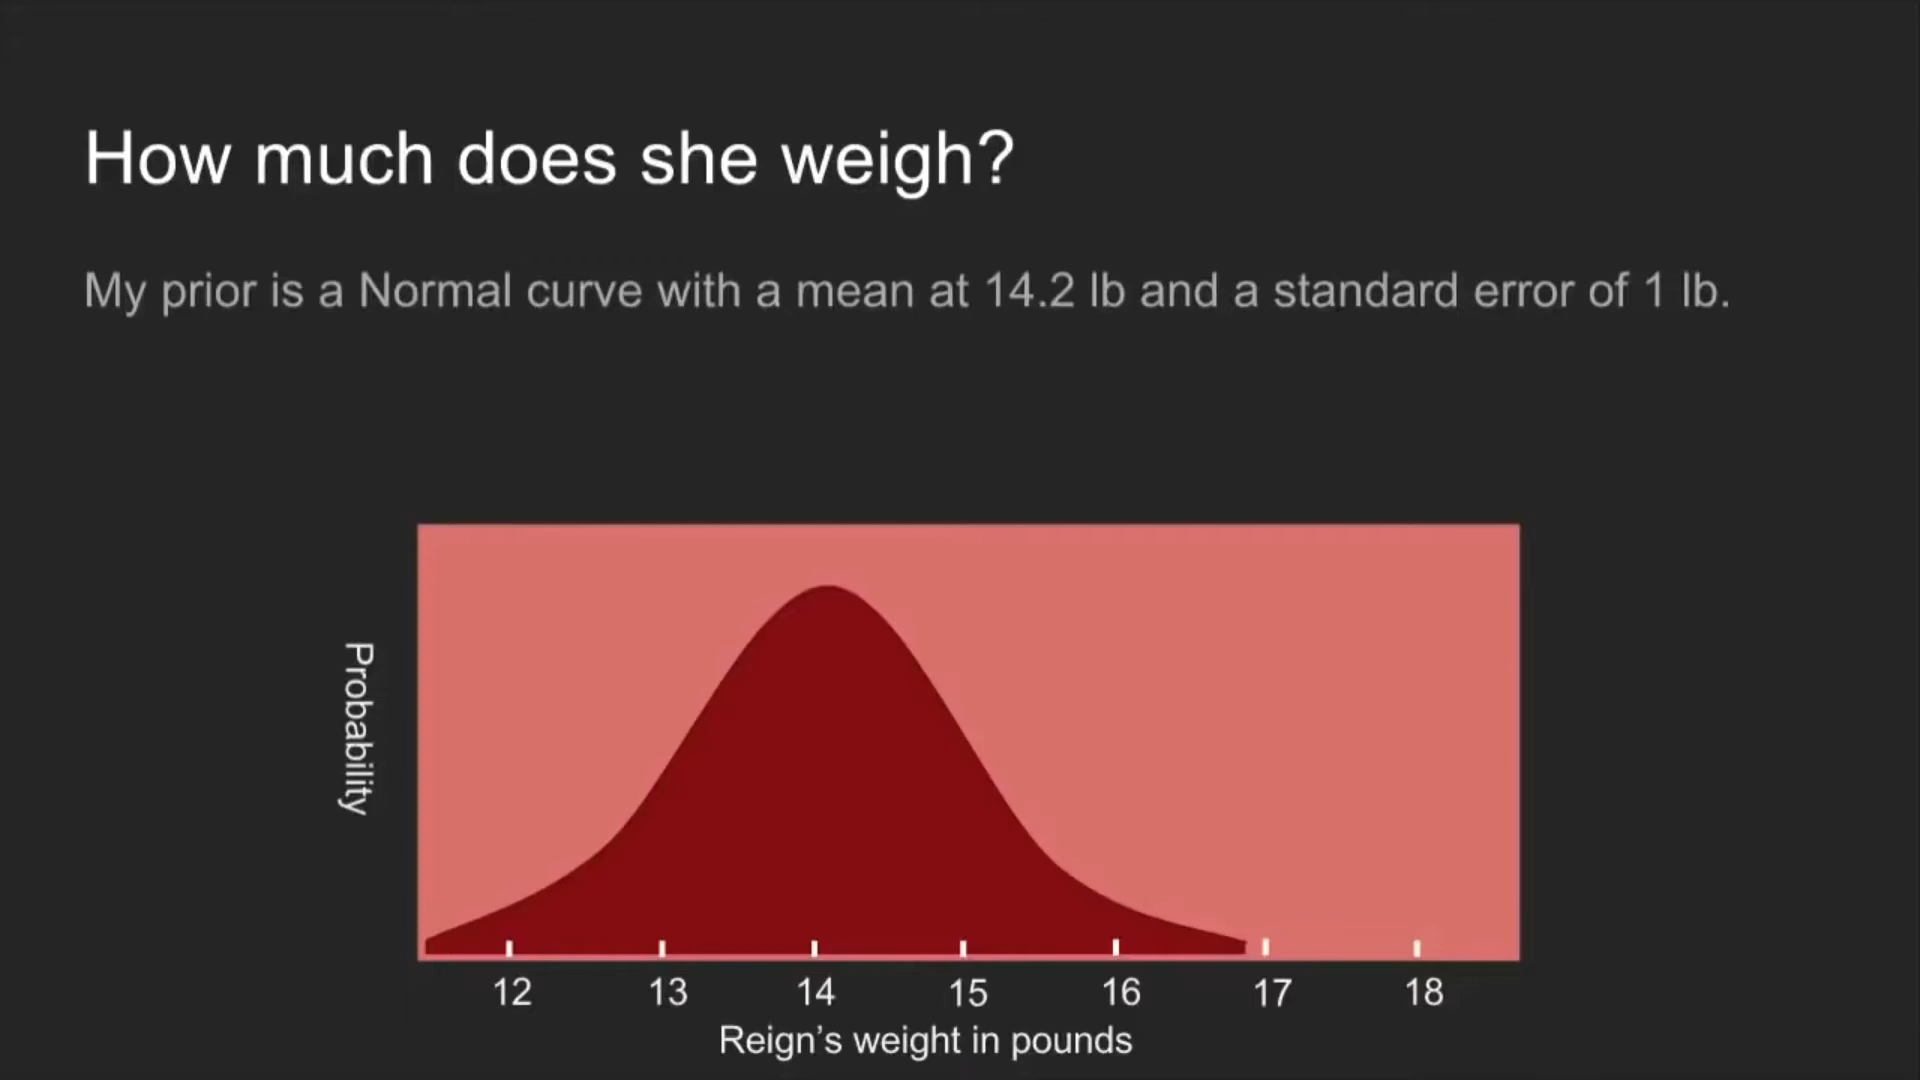 How much does she weigh?
My prior is a Normal curve with a mean at 14.2 lb and a standard error of 1 lb.
Probability
12 13 14 15 16 17 18
Reign’s weight in pounds